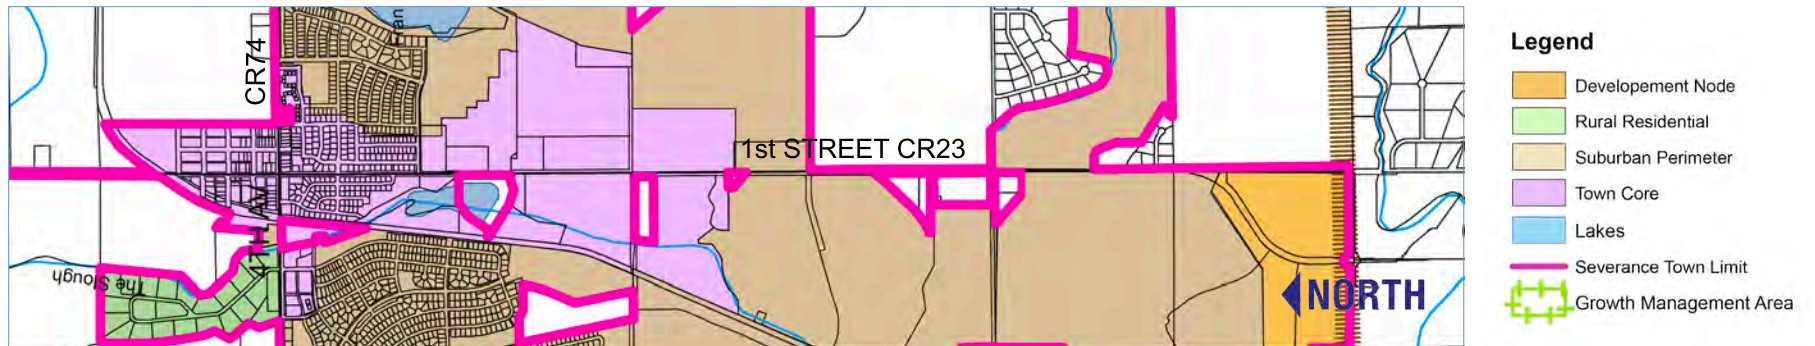 CR74
Fran
1st STREET CR23
4TH AV
The Slough
NORTH
Legend
Developement Node
Rural Residential
Suburban Perimeter
Town Core
Lakes
Severance Town Limit
Growth Management Area